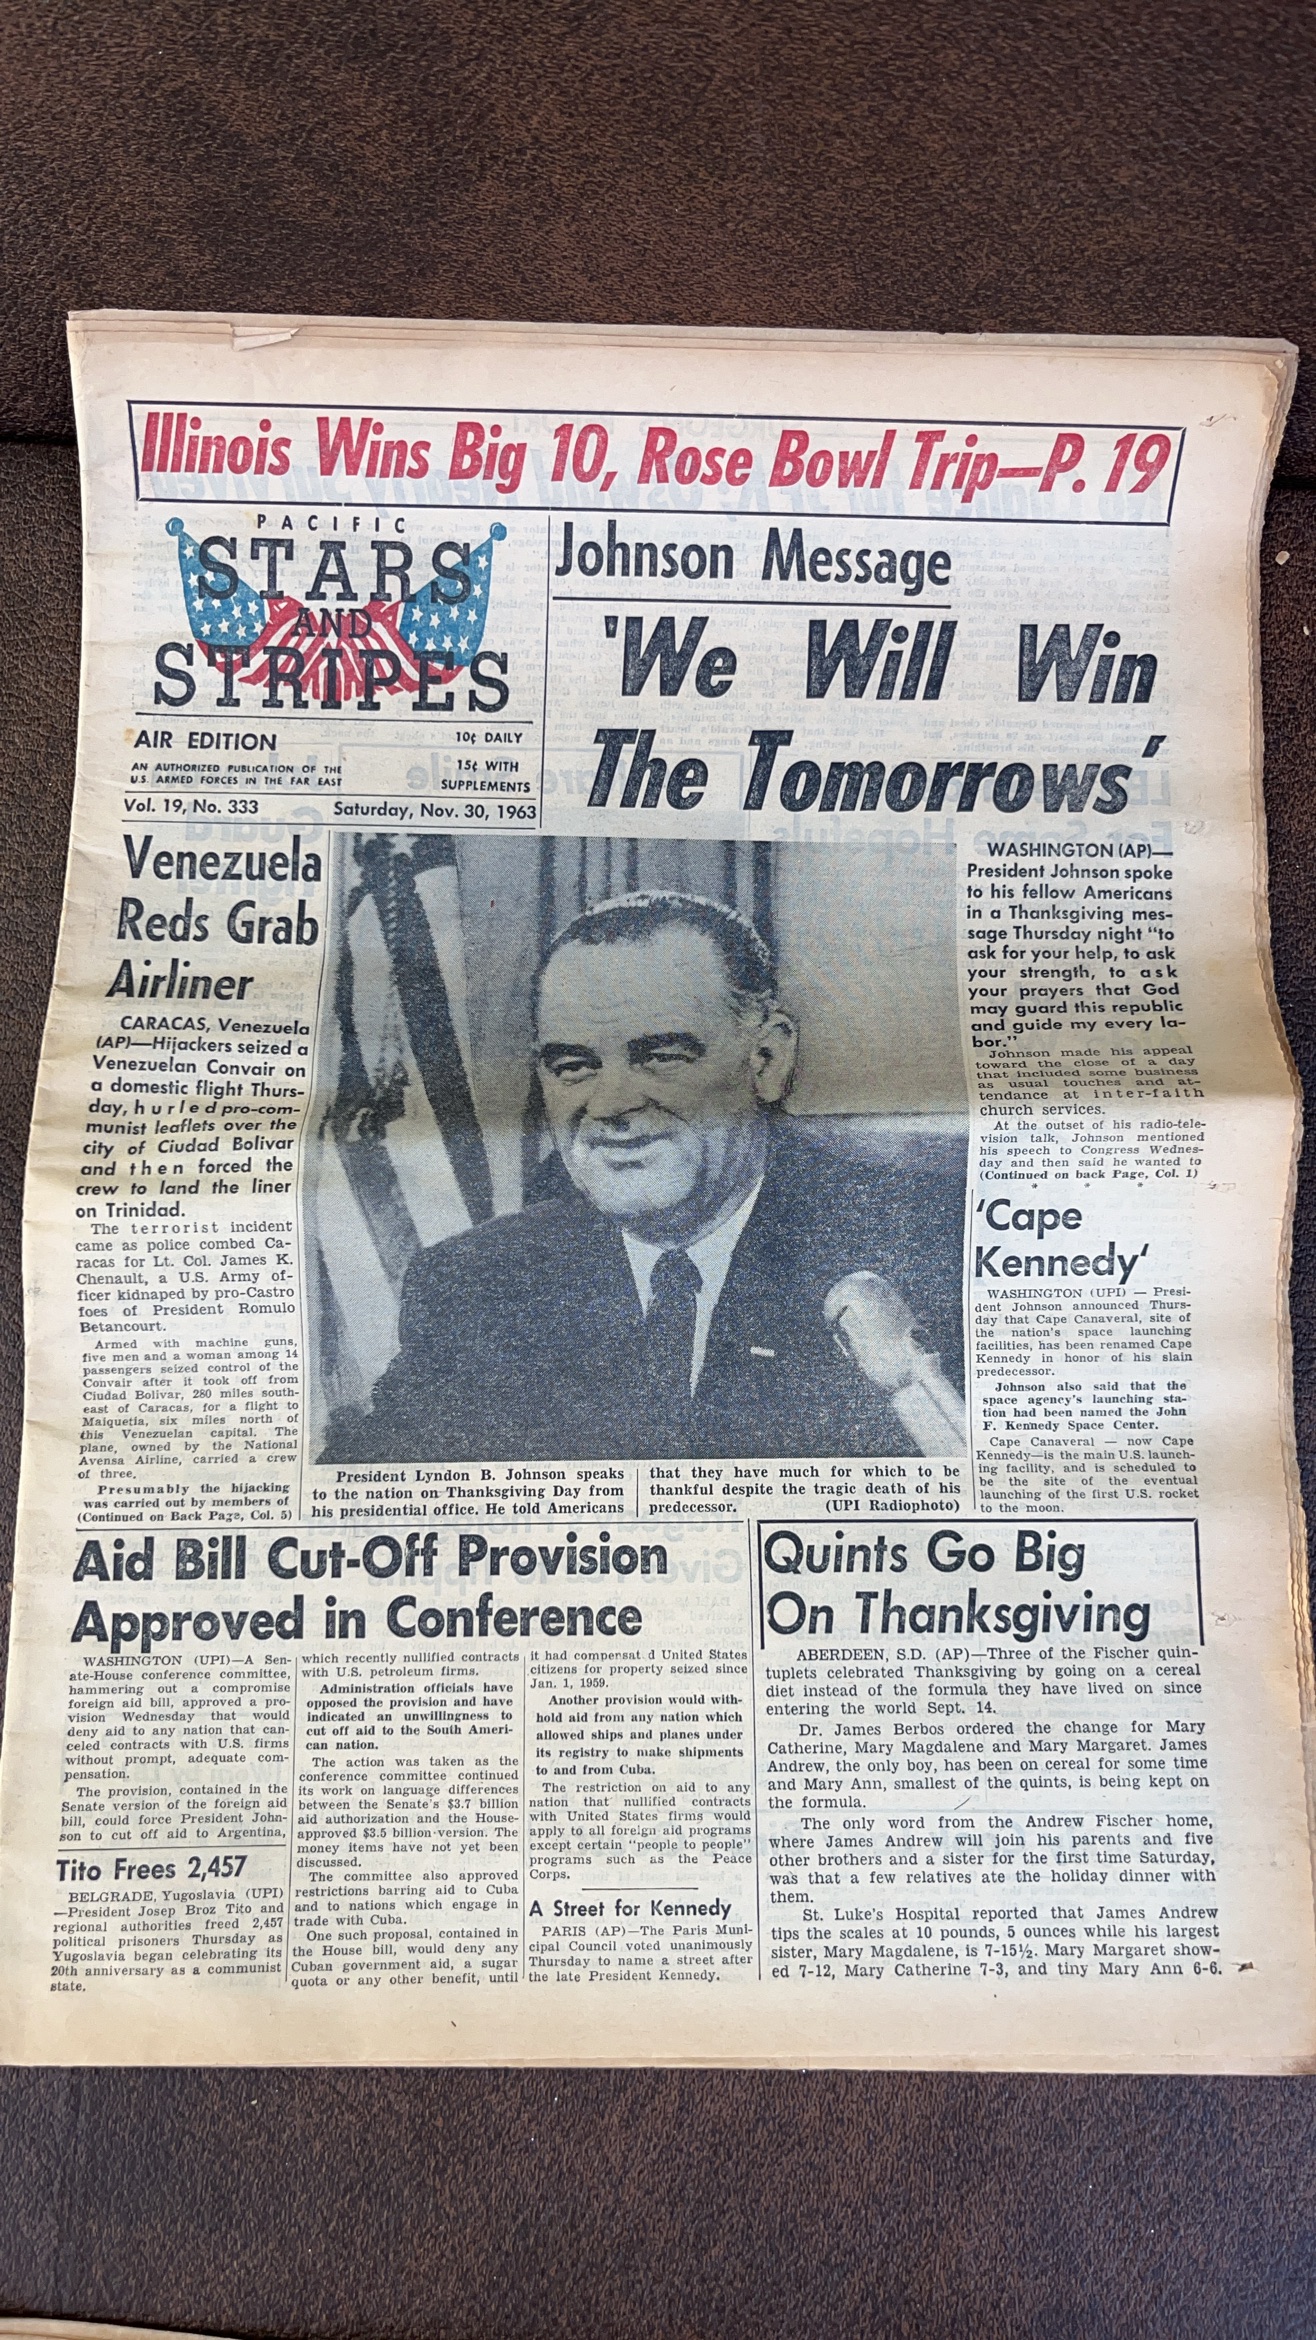 Illinois Wins Big 10, Rose Bowl Trip—P. 19
PACIFIC
STARS
AND
STRIPES
AIR EDITION
10¢ DAILY
AN AUTHORIZED PUBLICATION OF THE
U.S. ARMED FORCES IN THE FAR EAST
15¢ WITH
SUPPLEMENTS
Vol. 19, No. 333
Saturday, Nov. 30, 1963
Johnson Message
'We Will Win
The Tomorrows'
Venezuela
Reds Grab
Airliner
CARACAS, Venezuela
(AP)—Hijackers seized a
Venezuelan Convair on
a domestic flight Thurs-
day, hurled pro-com-
munist leaflets over the
city of Ciudad Bolivar
and then forced the
crew to land the liner
on Trinidad.
The terrorist incident
came as police combed Ca-
racas for Lt. Col. James K.
Chenault, a U.S. Army of-
ficer kidnaped by pro-Castro
foes of President Romulo
Betancourt.
Armed with machine guns,
five men and a woman among 14
passengers seized control of the
Convair after it took off from
Ciudad Bolivar, 280 miles south-
east of Caracas, for a flight to
Maiquetia, six miles north of
this Venezuelan capital. The
plane, owned by the National
Avensa Airline, carried a crew
of three.
Presumably the hijacking
was carried out by members of
(Continued on Back Page, Col. 5)
President Lyndon B. Johnson speaks
to the nation on Thanksgiving Day from
his presidential office. He told Americans
that they have much for which to be
thankful despite the tragic death of his
predecessor. (UPI Radiophoto)
WASHINGTON (AP)—
President Johnson spoke
to his fellow Americans
in a Thanksgiving mes-
sage Thursday night "to
ask for your help, to ask
your strength, to ask
your prayers that God
may guard this republic
and guide my every la-
bor."
Johnson made his appeal
toward the close of a day
that included some business
as usual touches and at-
tendance at inter-faith
church services.
At the outset of his radio-tele-
vision talk, Johnson mentioned
his speech to Congress Wednes-
day and then said he wanted to
(Continued on back Page, Col. 1)
* * *
'Cape
Kennedy'
WASHINGTON (UPI) — Presi-
dent Johnson announced Thurs-
day that Cape Canaveral, site of
the nation's space launching
facilities, has been renamed Cape
Kennedy in honor of his slain
predecessor.
Johnson also said that the
space agency's launching sta-
tion had been named the John
F. Kennedy Space Center.
Cape Canaveral — now Cape
Kennedy—is the main U.S. launch-
ing facility, and is scheduled to
be the site of the eventual
launching of the first U.S. rocket
to the moon.
Aid Bill Cut-Off Provision
Approved in Conference
WASHINGTON (UPI)—A Sen-
ate-House conference committee,
hammering out a compromise
foreign aid bill, approved a pro-
vision Wednesday that would
deny aid to any nation that can-
celed contracts with U.S. firms
without prompt, adequate com-
pensation.
The provision, contained in the
Senate version of the foreign aid
bill, could force President John-
son to cut off aid to Argentina,
which recently nullified contracts
with U.S. petroleum firms.
Administration officials have
opposed the provision and have
indicated an unwillingness to
cut off aid to the South Ameri-
can nation.
The action was taken as the
conference committee continued
its work on language differences
between the Senate's $3.7 billion
aid authorization and the House-
approved $3.5 billion version. The
money items have not yet been
discussed.
The committee also approved
restrictions barring aid to Cuba
and to nations which engage in
trade with Cuba.
One such proposal, contained in
the House bill, would deny any
Cuban government aid, a sugar
quota or any other benefit, until
it had compensat d United States
citizens for property seized since
Jan. 1, 1959.
Another provision would with-
hold aid from any nation which
allowed ships and planes under
its registry to make shipments
to and from Cuba.
The restriction on aid to any
nation that nullified contracts
with United States firms would
apply to all foreign aid programs
except certain "people to people"
programs such as the Peace
Corps.
Tito Frees 2,457
BELGRADE, Yugoslavia (UPI)
—President Josep Broz Tito and
regional authorities freed 2,457
political prisoners Thursday as
Yugoslavia began celebrating its
20th anniversary as a communist
state.
A Street for Kennedy
PARIS (AP)—The Paris Muni-
cipal Council voted unanimously
Thursday to name a street after
the late President Kennedy.
Quints Go Big
On Thanksgiving
ABERDEEN, S.D. (AP)—Three of the Fischer quin-
tuplets celebrated Thanksgiving by going on a cereal
diet instead of the formula they have lived on since
entering the world Sept. 14.
Dr. James Berbos ordered the change for Mary
Catherine, Mary Magdalene and Mary Margaret. James
Andrew, the only boy, has been on cereal for some time
and Mary Ann, smallest of the quints, is being kept on
the formula.
The only word from the Andrew Fischer home,
where James Andrew will join his parents and five
other brothers and a sister for the first time Saturday,
was that a few relatives ate the holiday dinner with
them.
St. Luke's Hospital reported that James Andrew
tips the scales at 10 pounds, 5 ounces while his largest
sister, Mary Magdalene, is 7-15½. Mary Margaret show-
ed 7-12, Mary Catherine 7-3, and tiny Mary Ann 6-6.